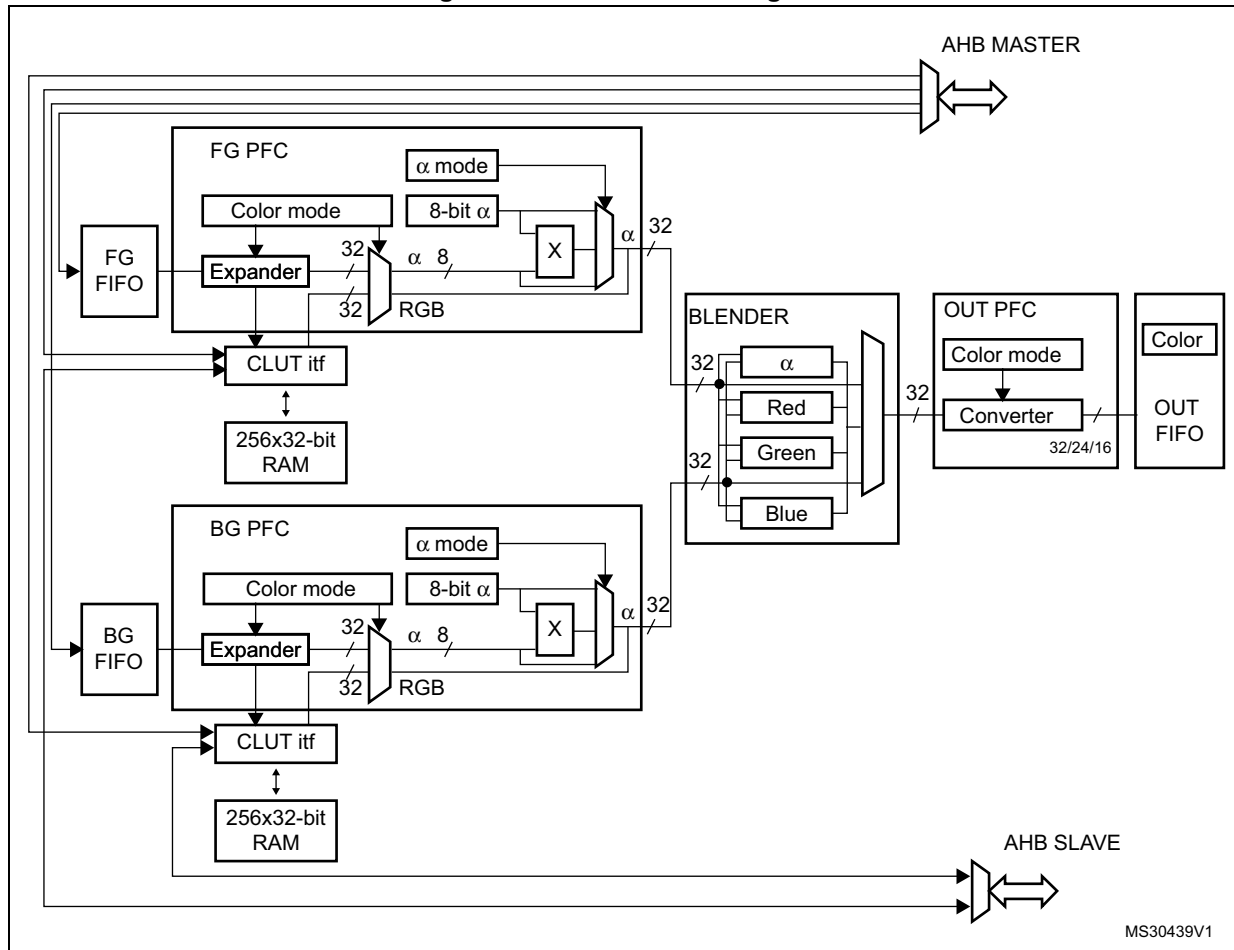 AHB MASTER
FG PFC
α mode
8-bit α
Color mode
32
α 8
X
α
32
FG
FIFO
Expander
32
RGB
CLUT itf
256x32-bit
RAM
BLENDER
32
α
Red
Green
32
Blue
32
OUT PFC
Color mode
Converter
32/24/16
Color
OUT
FIFO
BG PFC
α mode
8-bit α
Color mode
32
α 8
X
α
32
BG
FIFO
Expander
32
RGB
CLUT itf
256x32-bit
RAM
AHB SLAVE
MS30439V1